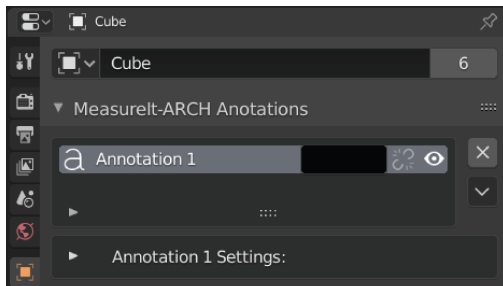 Cube
Cube 6
MeasureIt-ARCH Anotations
a Annotation 1
Annotation 1 Settings: